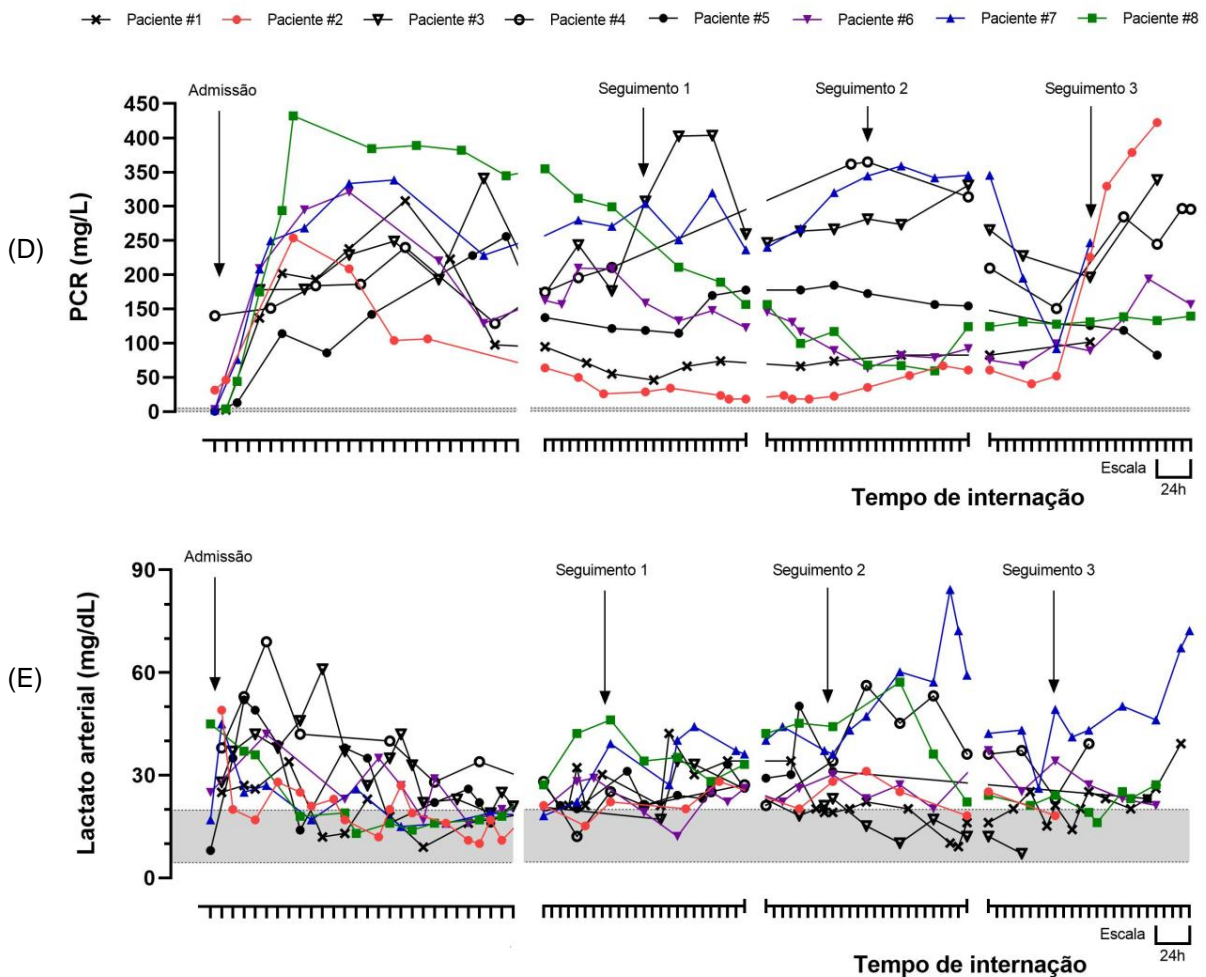 Paciente #1 Paciente #2 Paciente #3 Paciente #4 Paciente #5 Paciente #6 Paciente #7 Paciente #8
(D)
PCR (mg/L)
450
400
350
300
250
200
150
100
50
0
Admissão
Seguimento 1
Seguimento 2
Seguimento 3
Escala
24h
Tempo de internação
(E)
Lactato arterial (mg/dL)
90
60
30
0
Admissão
Seguimento 1
Seguimento 2
Seguimento 3
Escala
24h
Tempo de internação